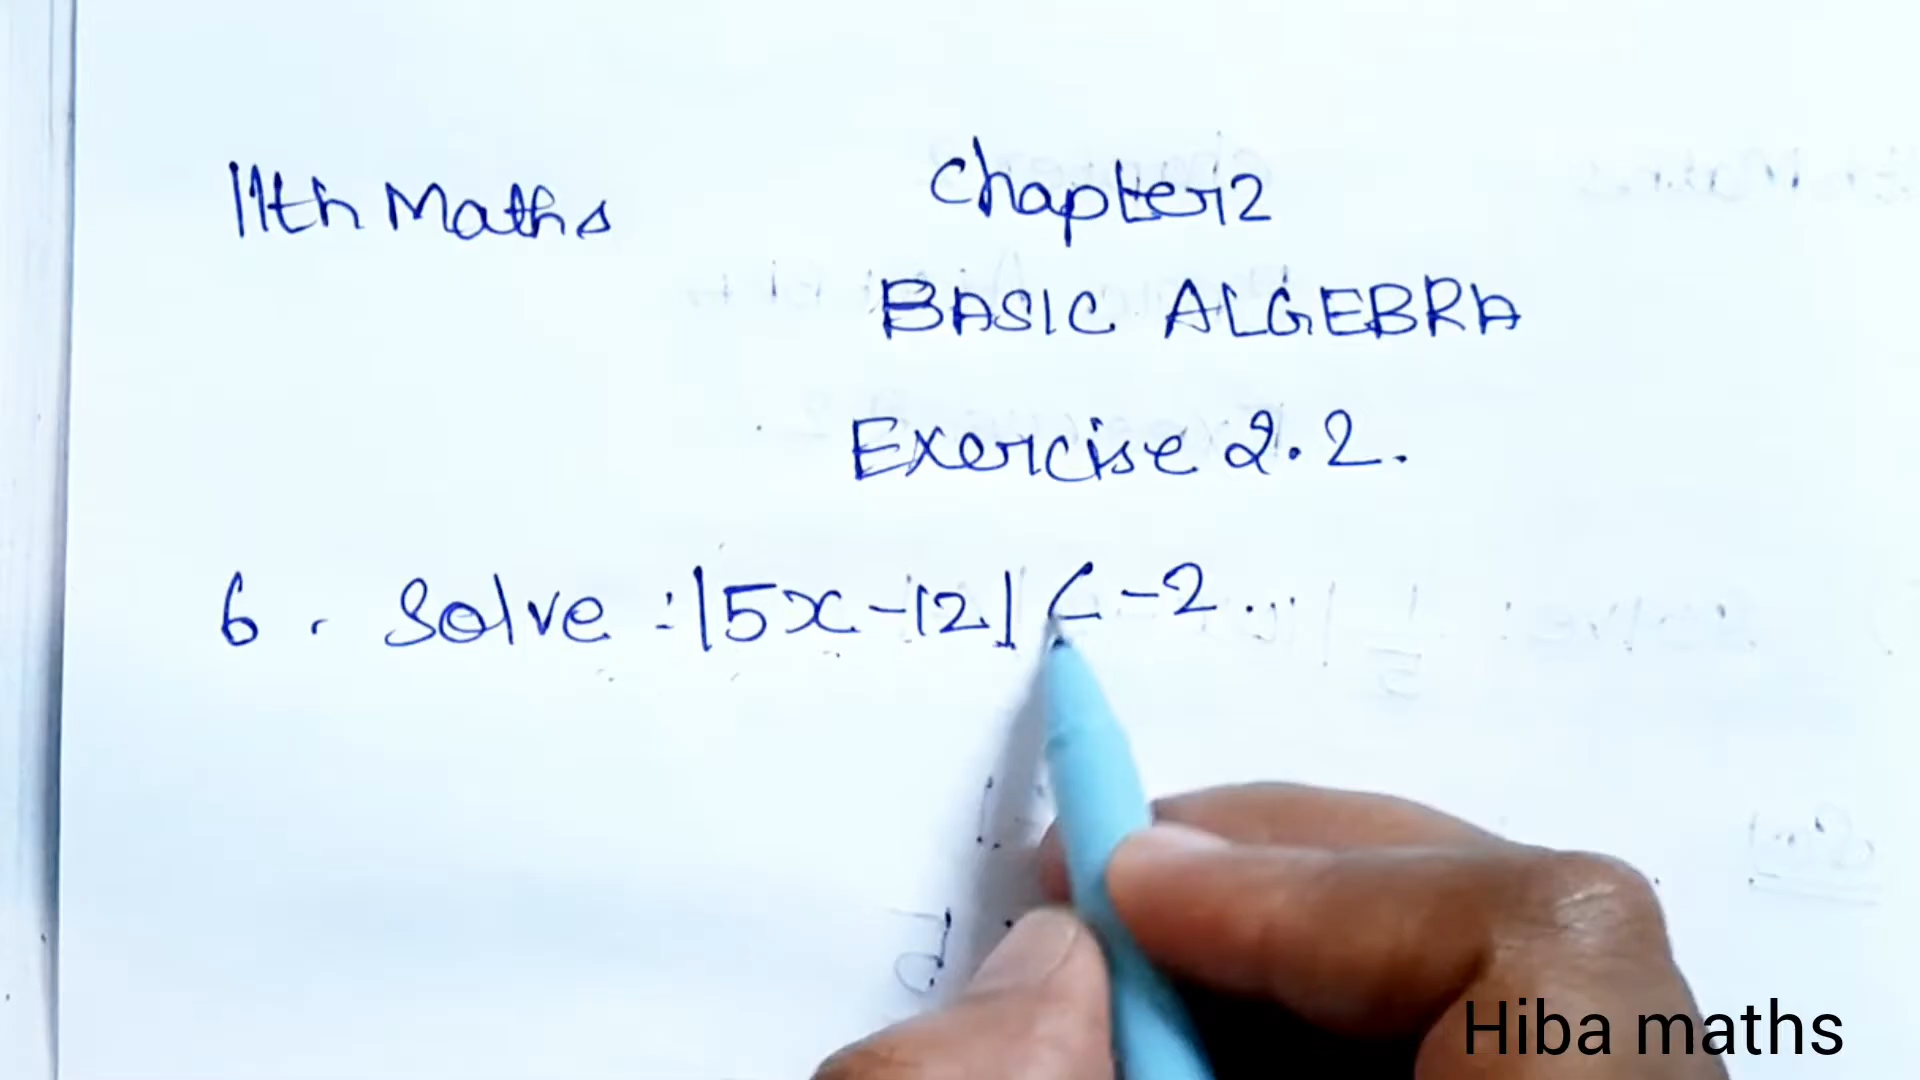 11th Maths
Chapter 2
BASIC ALGEBRA
Exercise 2.2.
6. Solve : |5x-12| < -2.
Hiba maths